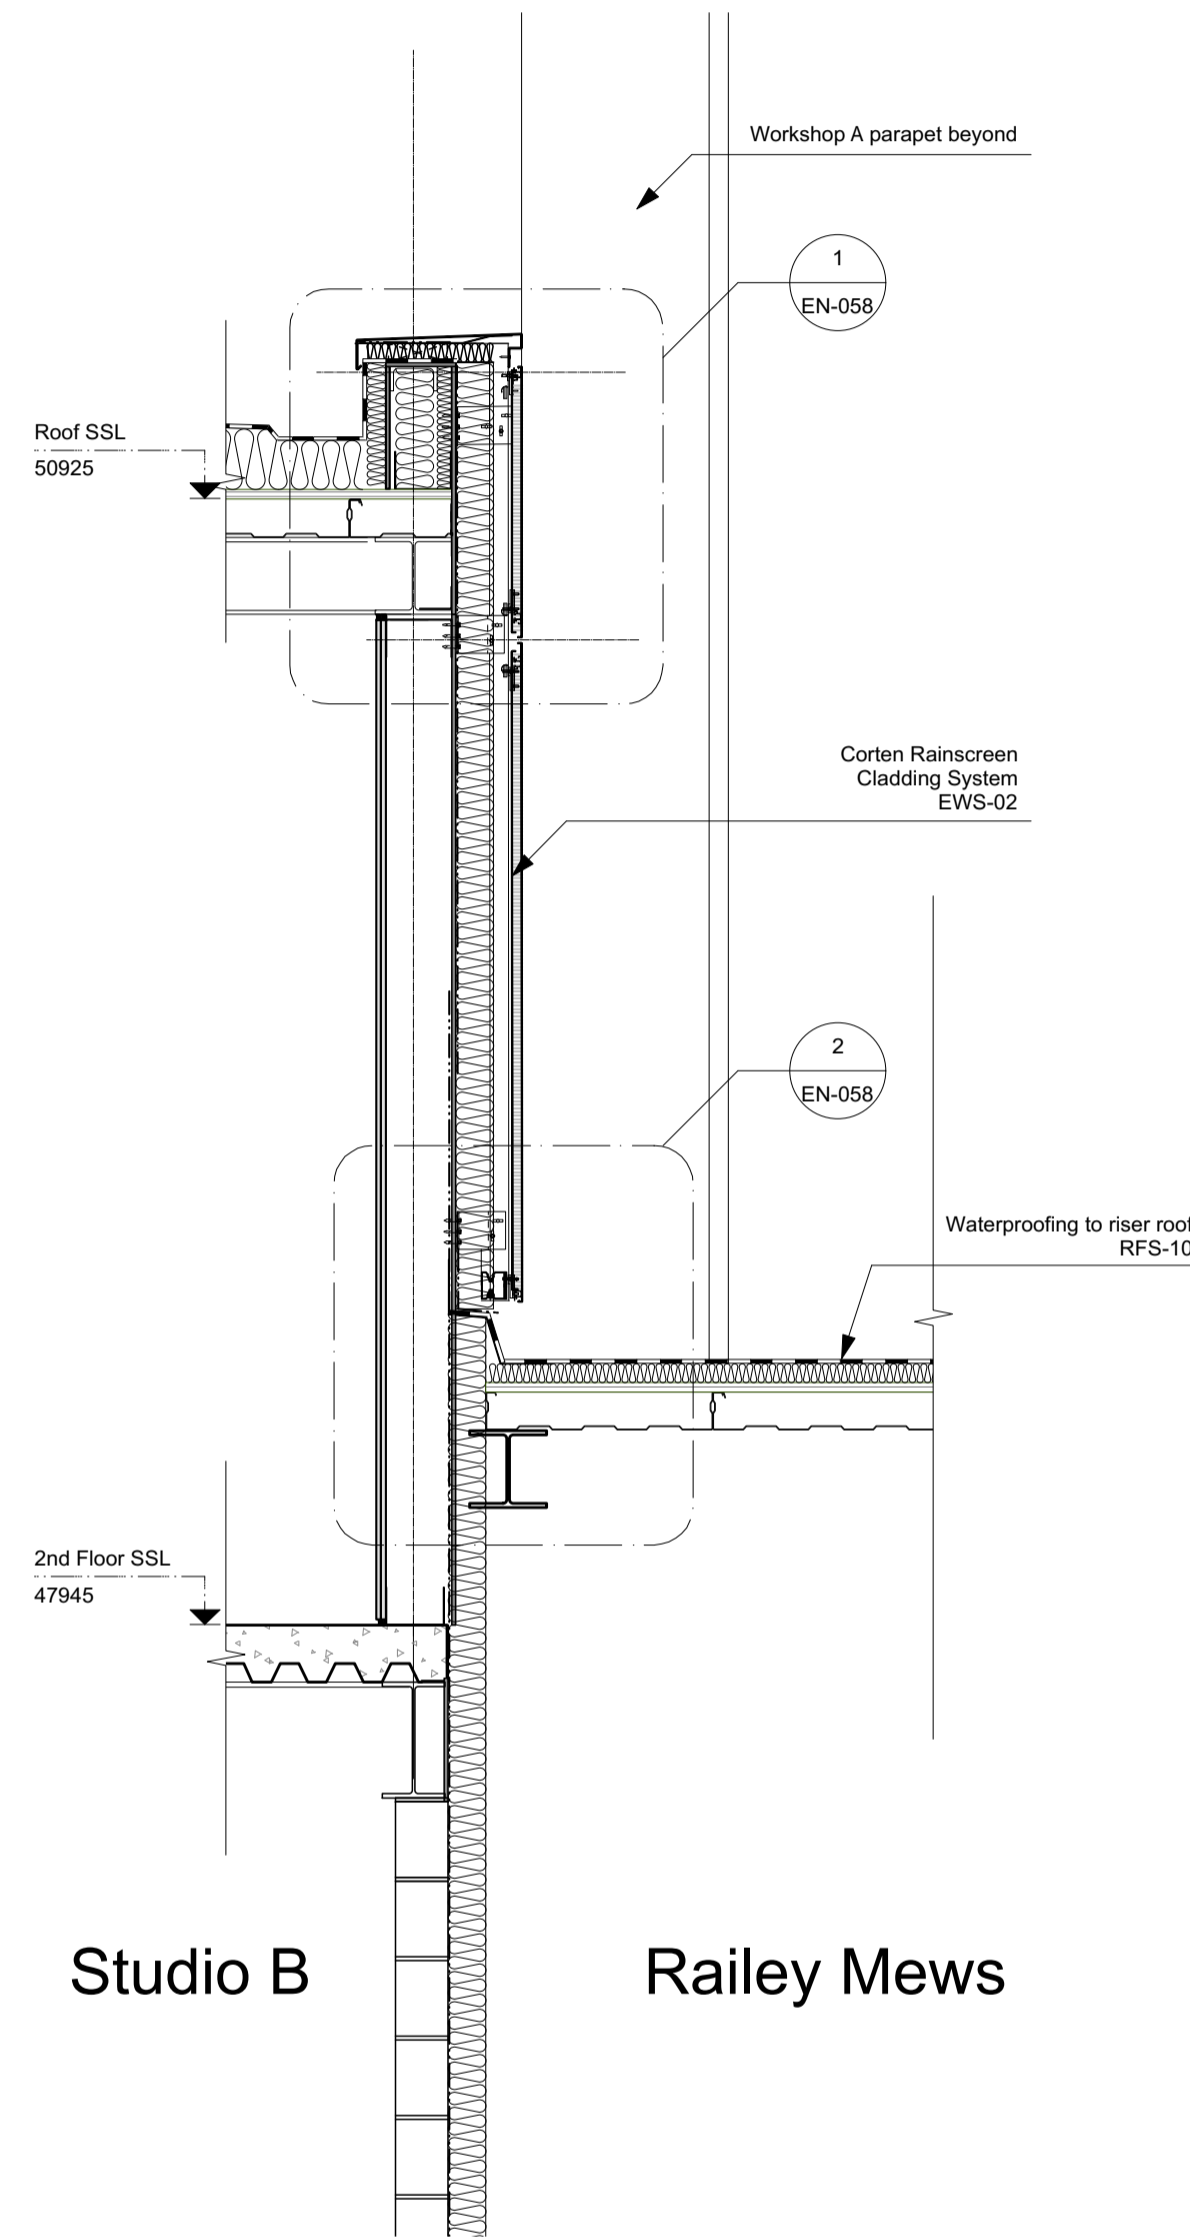 Workshop A parapet beyond
1
EN-058
Roof SSL
50925
Corten Rainscreen
Cladding System
EWS-02
2
EN-058
Waterproofing to riser roof
RFS-10
2nd Floor SSL
47945
Studio B
Railey Mews